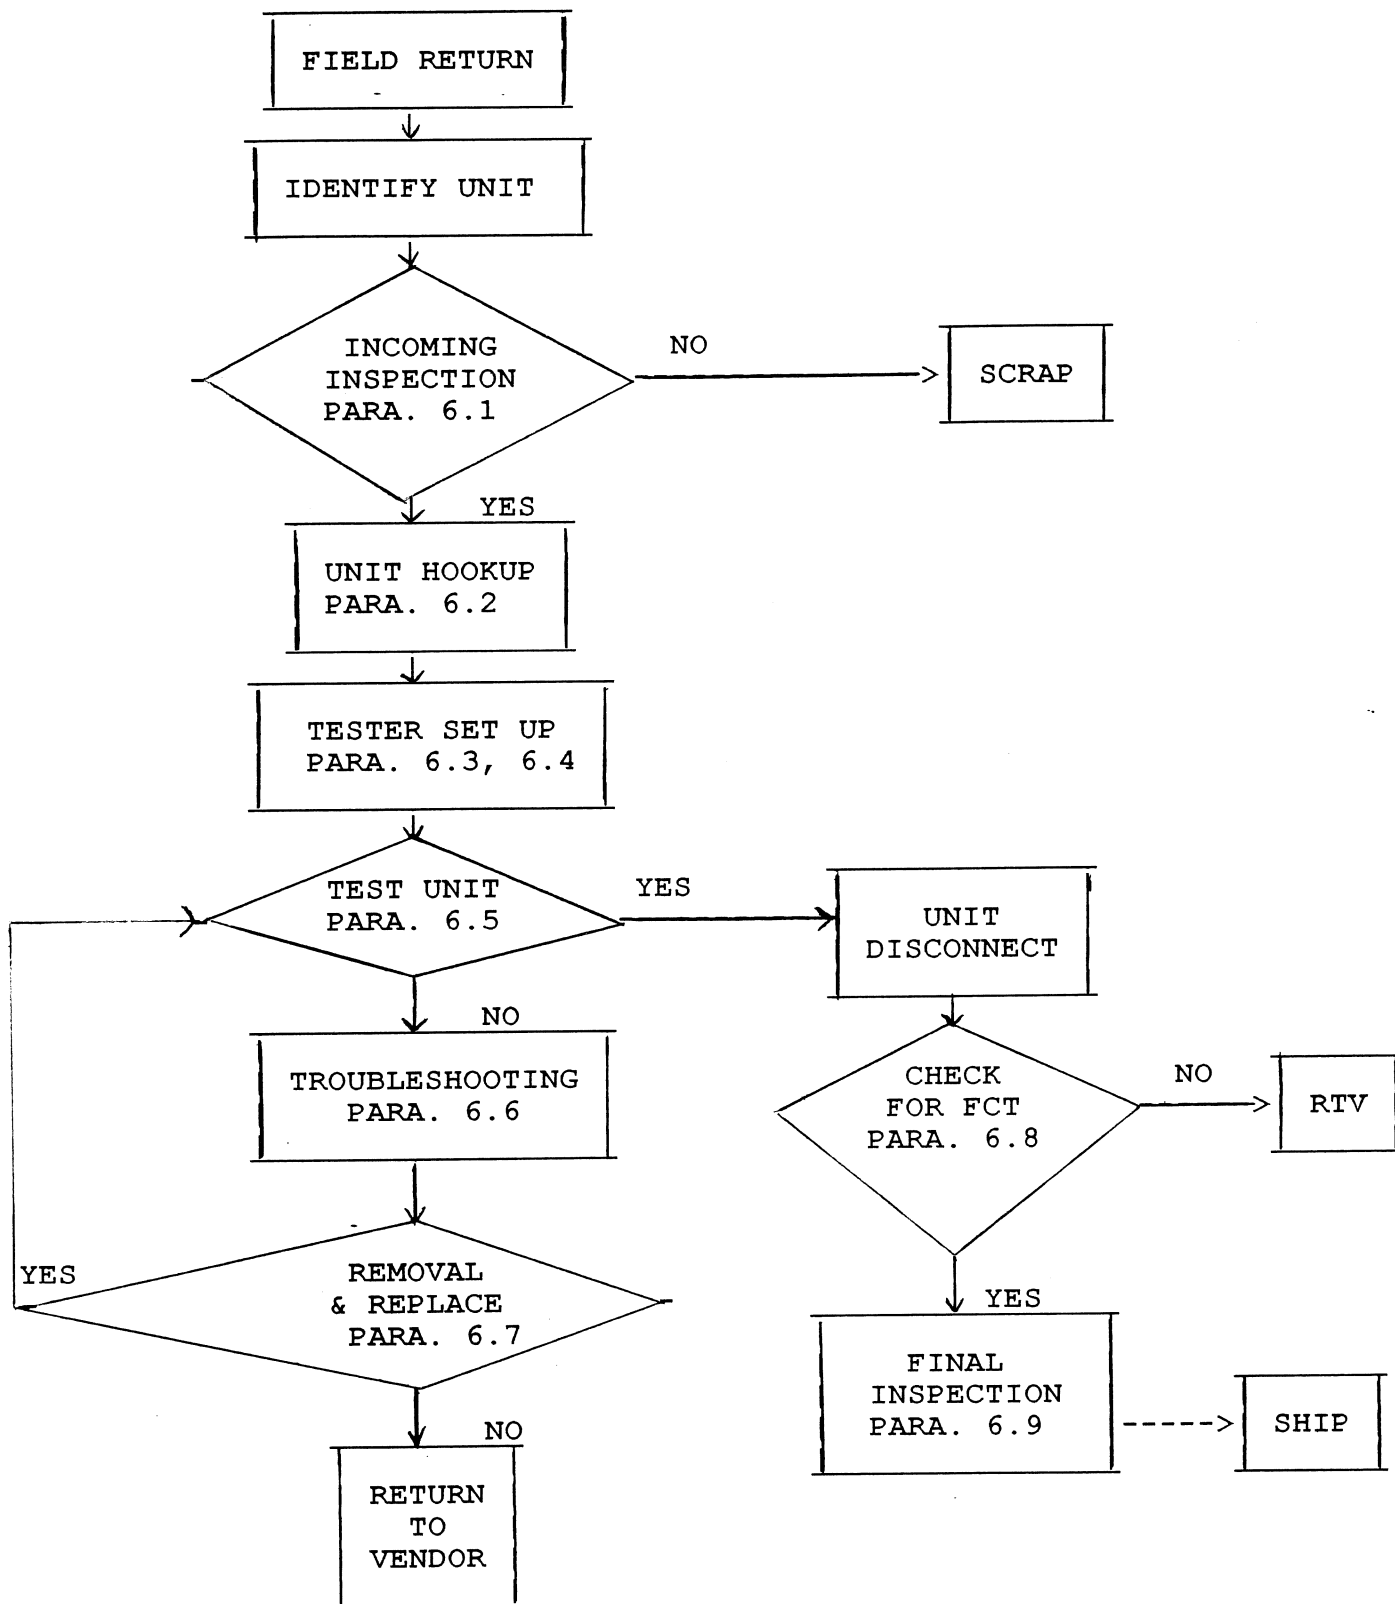 FIELD RETURN
IDENTIFY UNIT
INCOMING
INSPECTION
PARA. 6.1
NO
SCRAP
YES
UNIT HOOKUP
PARA. 6.2
TESTER SET UP
PARA. 6.3, 6.4
TEST UNIT
PARA. 6.5
YES
UNIT
DISCONNECT
NO
TROUBLESHOOTING
PARA. 6.6
CHECK
FOR FCT
PARA. 6.8
NO
RTV
YES
REMOVAL
& REPLACE
PARA. 6.7
YES
FINAL
INSPECTION
PARA. 6.9
SHIP
NO
RETURN
TO
VENDOR